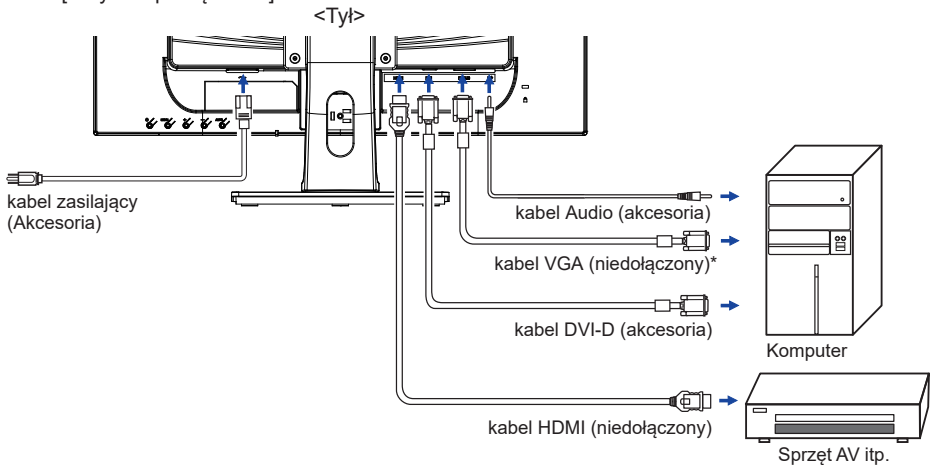 <Tył>
kabel zasilający
(Akcesoria)
kabel Audio (akcesoria)
kabel VGA (niedołączony)*
kabel DVI-D (akcesoria)
Komputer
kabel HDMI (niedołączony)
Sprzęt AV itp.